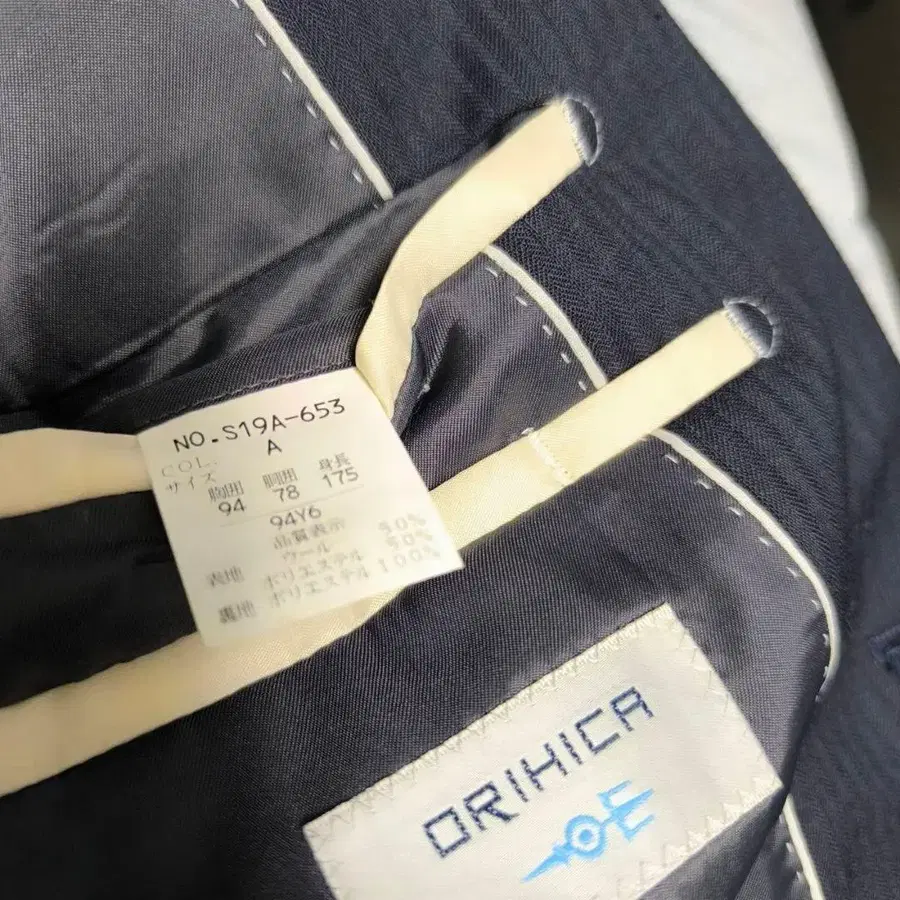 NO.S19A-653
COL. A
サイズ 胸囲 胴囲 身長
94 78 175
94Y6
品質表示
表地 ウール 50%
ポリエステル 50%
裏地 ポリエステル 100%
ORIHICA